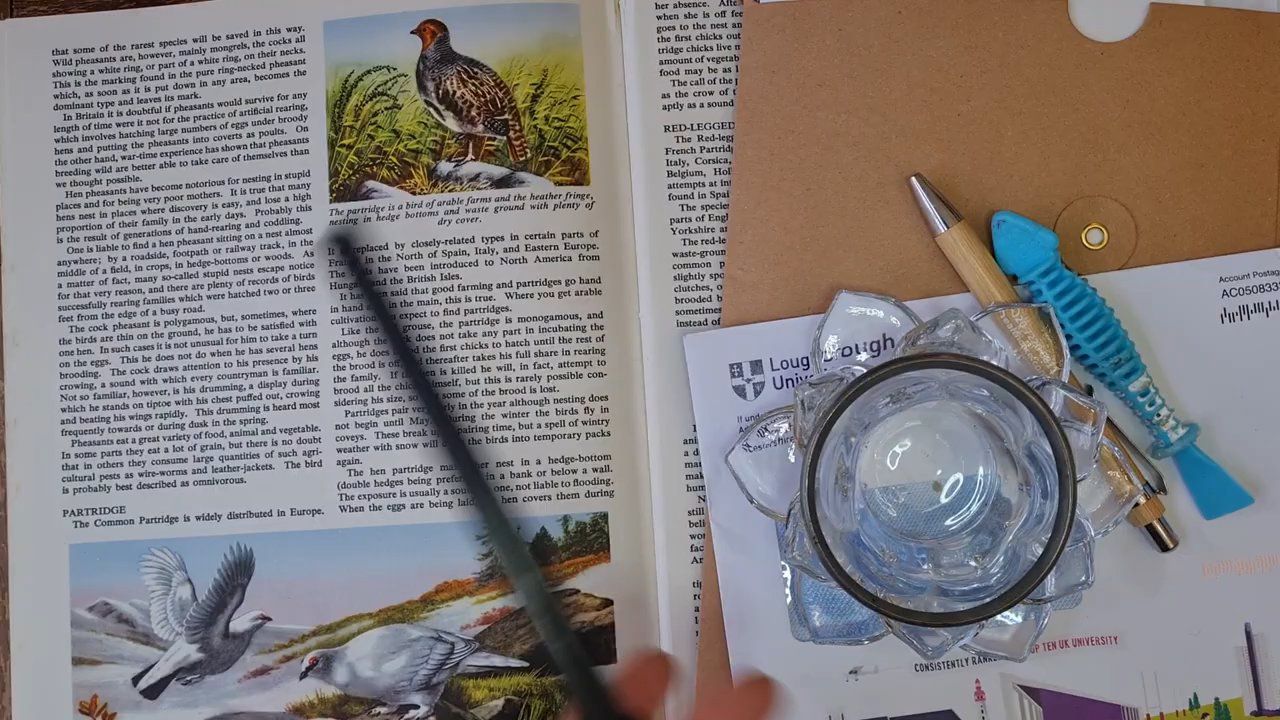 that some of the rarest species will be saved in this way.
Wild pheasants are, however, mainly mongrels, the cocks all
showing a white ring, or part of a white ring, on their necks.
This is the marking found in the pure ring-necked pheasant
which, as soon as it is put down in any area, becomes the
dominant type and leaves its mark.
In Britain it is doubtful if pheasants would survive for any
length of time were it not for the practice of artificial rearing,
which involves hatching large numbers of eggs under broody
hens and putting the pheasants into coverts as poults. On
the other hand, war-time experience has shown that pheasants
breeding wild are better able to take care of themselves than
we thought possible.
Hen pheasants have become notorious for nesting in stupid
places and for being very poor mothers. It is true that many
hens nest in places where discovery is easy, and lose a high
proportion of their family in the early days. Probably this
is the result of generations of hand-rearing and coddling.
One is liable to find a hen pheasant sitting on a nest almost
anywhere; by a roadside, footpath or railway track, in the
middle of a field, in crops, in hedge-bottoms or woods. As
a matter of fact, many so-called stupid nests escape notice
for that very reason, and there are plenty of records of birds
successfully rearing families which were hatched two or three
feet from the edge of a busy road.
The cock pheasant is polygamous, but, sometimes, where
the birds are thin on the ground, he has to be satisfied with
one hen. In such cases it is not unusual for him to take a turn
on the eggs. This he does not do when he has several hens
brooding. The cock draws attention to his presence by his
crowing, a sound with which every countryman is familiar.
Not so familiar, however, is his drumming, a display during
which he stands on tiptoe with his chest puffed out, crowing
and beating his wings rapidly. This drumming is heard most
frequently towards or during dusk in the spring.
Pheasants eat a great variety of food, animal and vegetable.
In some parts they eat a lot of grain, but there is no doubt
that in others they consume large quantities of such agri-
cultural pests as wire-worms and leather-jackets. The bird
is probably best described as omnivorous.
PARTRIDGE
The Common Partridge is widely distributed in Europe.
The partridge is a bird of arable farms and the heather fringe,
nesting in hedge bottoms and waste ground with plenty of
dry cover.
It replaced by closely-related types in certain parts of
in the North of Spain, Italy, and Eastern Europe.
The have been introduced to North America from
and the British Isles.
It has said that good farming and partridges go hand
in hand in the main, this is true. Where you get arable
cultivation expect to find partridges.
Like the grouse, the partridge is monogamous, and
although the does not take any part in incubating the
eggs, he does the first chicks to hatch until the rest of
the brood is thereafter takes his full share in rearing
the family. If is killed he will, in fact, attempt to
brood all the himself, but this is rarely possible con-
sidering his size, some of the brood is lost.
Partridges pair in the year although nesting does
not begin until May. During the winter the birds fly in
coveys. These break pairing time, but a spell of wintry
weather with snow will the birds into temporary packs
again.
The hen partridge her nest in a hedge-bottom
(double hedges being in a bank or below a wall.
The exposure is usually a one, not liable to flooding.
When the eggs are being hen covers them during
her absence.
when she is off
goes to the nest
the first chicks out
tridge chicks live
amount of
food may be as
The call of the
as the crow of
aptly as a sound
RED-LEGGED
The
French Partridge
Italy, Corsica,
Belgium,
attempts at
found in
The
parts of
Yorkshire
The
waste-ground
common
slightly
clutches,
brooded
sometimes
instead of
Loughborough
Account
CONSISTENTLY TEN UK UNIVERSITY